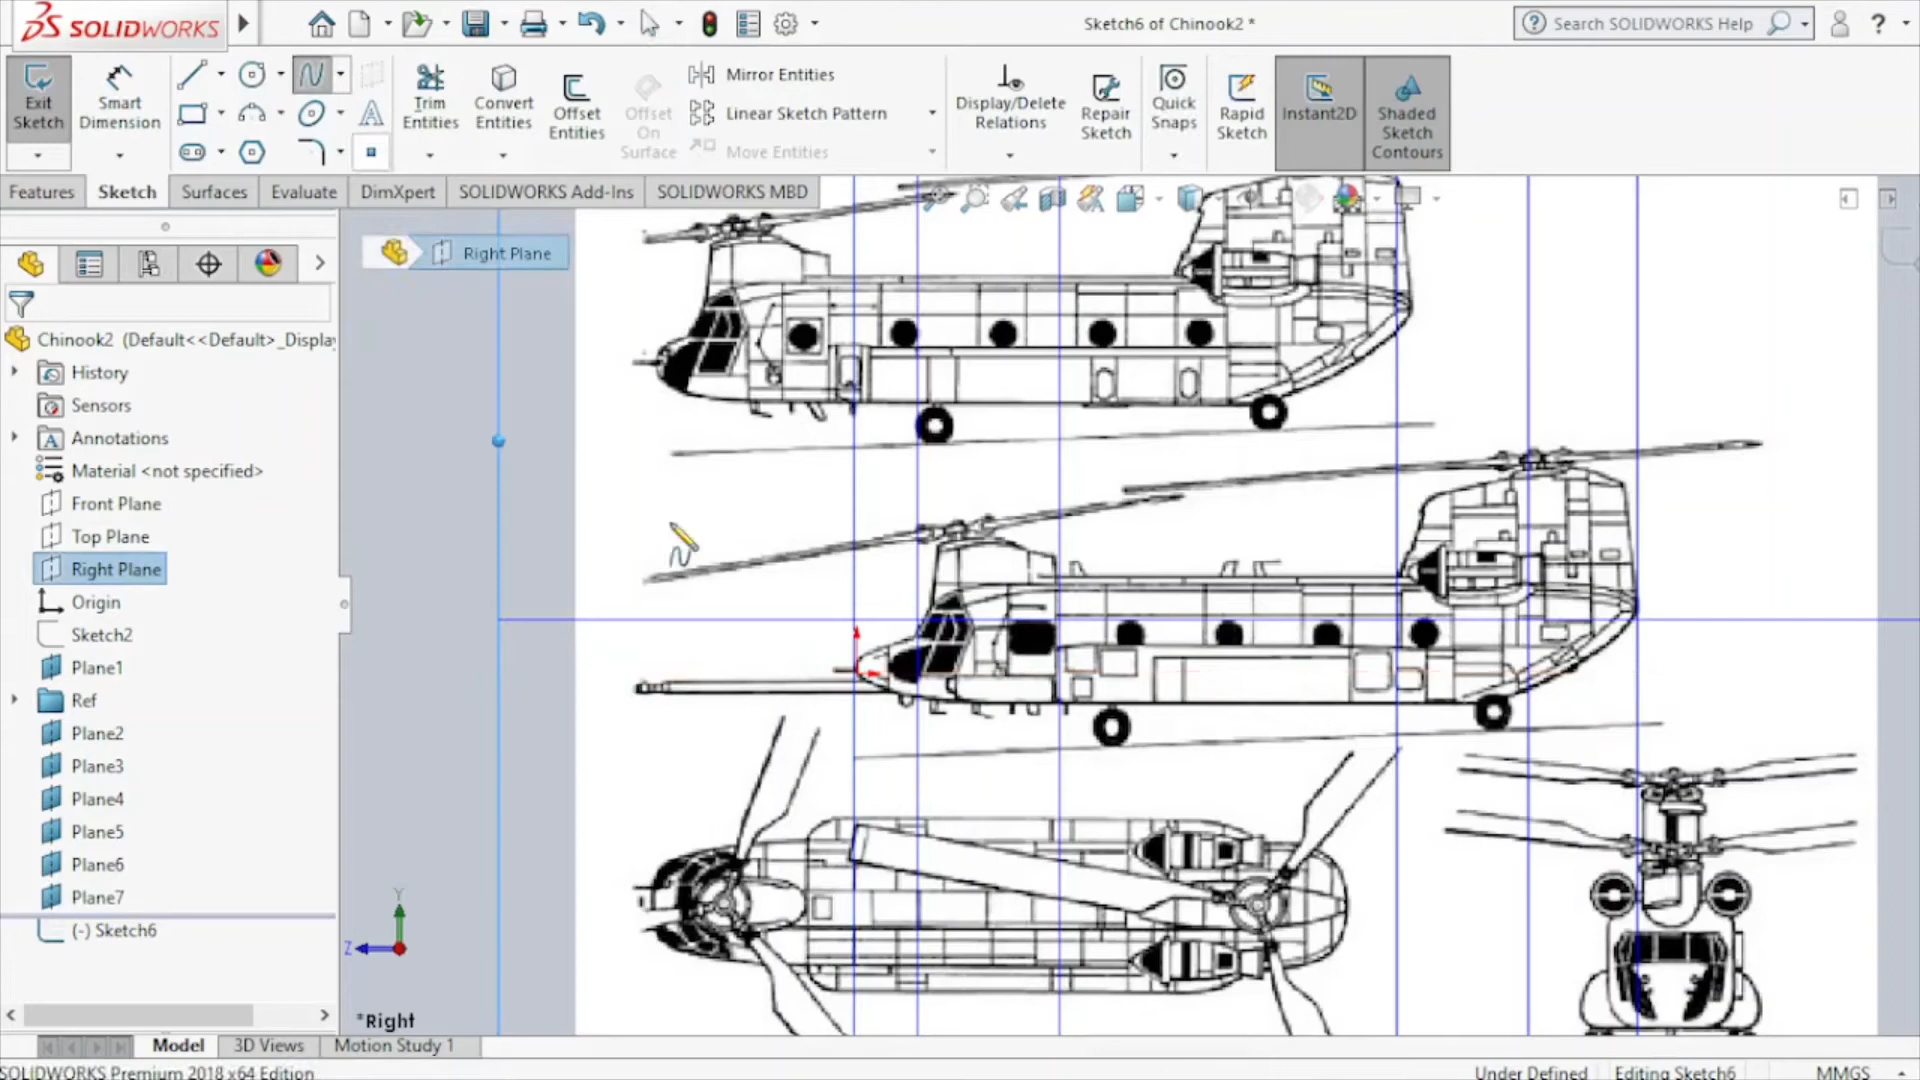 SOLIDWORKS
Sketch6 of Chinook2 *
Search SOLIDWORKS Help
?
Exit Sketch
Smart Dimension
Trim Entities
Convert Entities
Offset Entities
Offset On Surface
Mirror Entities
Linear Sketch Pattern
Move Entities
Display/Delete Relations
Repair Sketch
Quick Snaps
Rapid Sketch
Instant2D
Shaded Sketch Contours
Features
Sketch
Surfaces
Evaluate
DimXpert
SOLIDWORKS Add-Ins
SOLIDWORKS MBD
Right Plane
Chinook2 (Default<<Default>_Display
History
Sensors
Annotations
Material <not specified>
Front Plane
Top Plane
Right Plane
Origin
Sketch2
Plane1
Ref
Plane2
Plane3
Plane4
Plane5
Plane6
Plane7
(-) Sketch6
Y
Z
*Right
Model
3D Views
Motion Study 1
SOLIDWORKS Premium 2018 x64 Edition
Under Defined
Editing Sketch6
MMGS